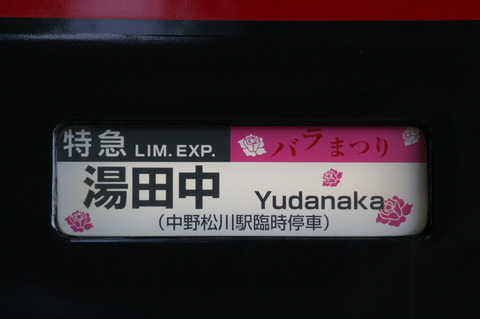 特急 LIM. EXP. バラまつり
湯田中 Yudanaka
（中野松川駅臨時停車）